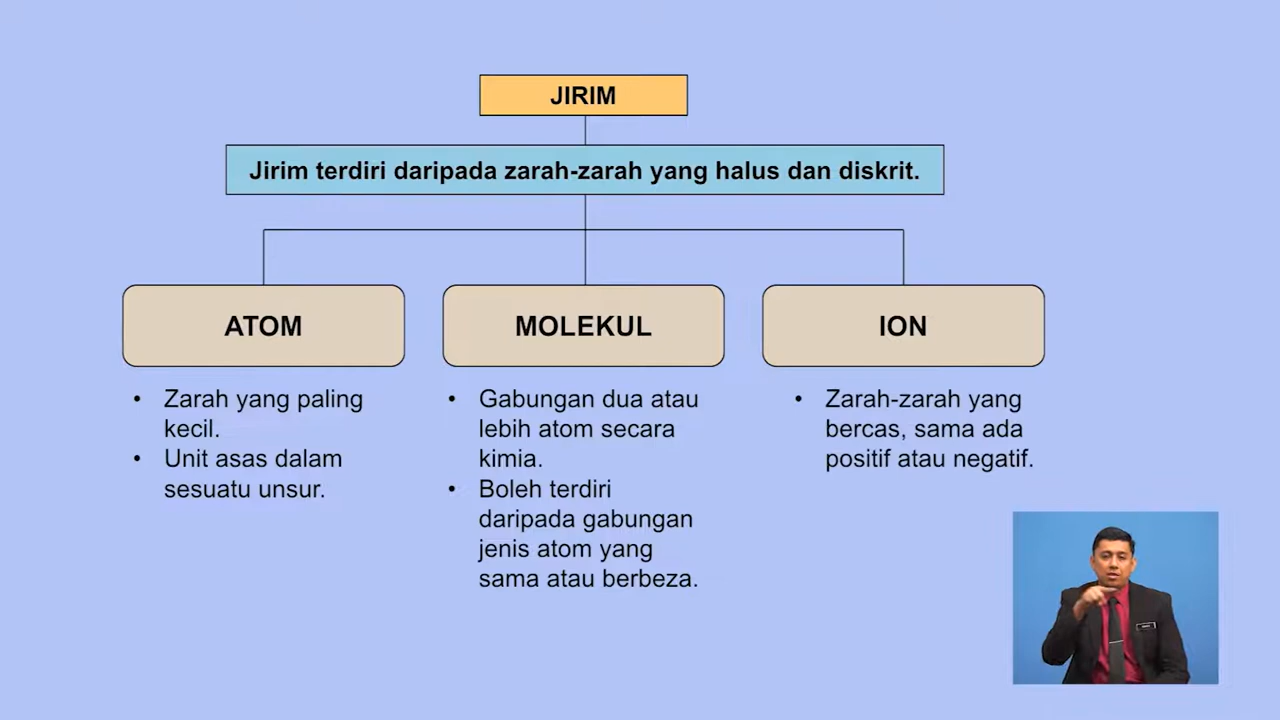 JIRIM
Jirim terdiri daripada zarah-zarah yang halus dan diskrit.
ATOM
• Zarah yang paling
kecil.
• Unit asas dalam
sesuatu unsur.
MOLEKUL
• Gabungan dua atau
lebih atom secara
kimia.
• Boleh terdiri
daripada gabungan
jenis atom yang
sama atau berbeza.
ION
• Zarah-zarah yang
bercas, sama ada
positif atau negatif.